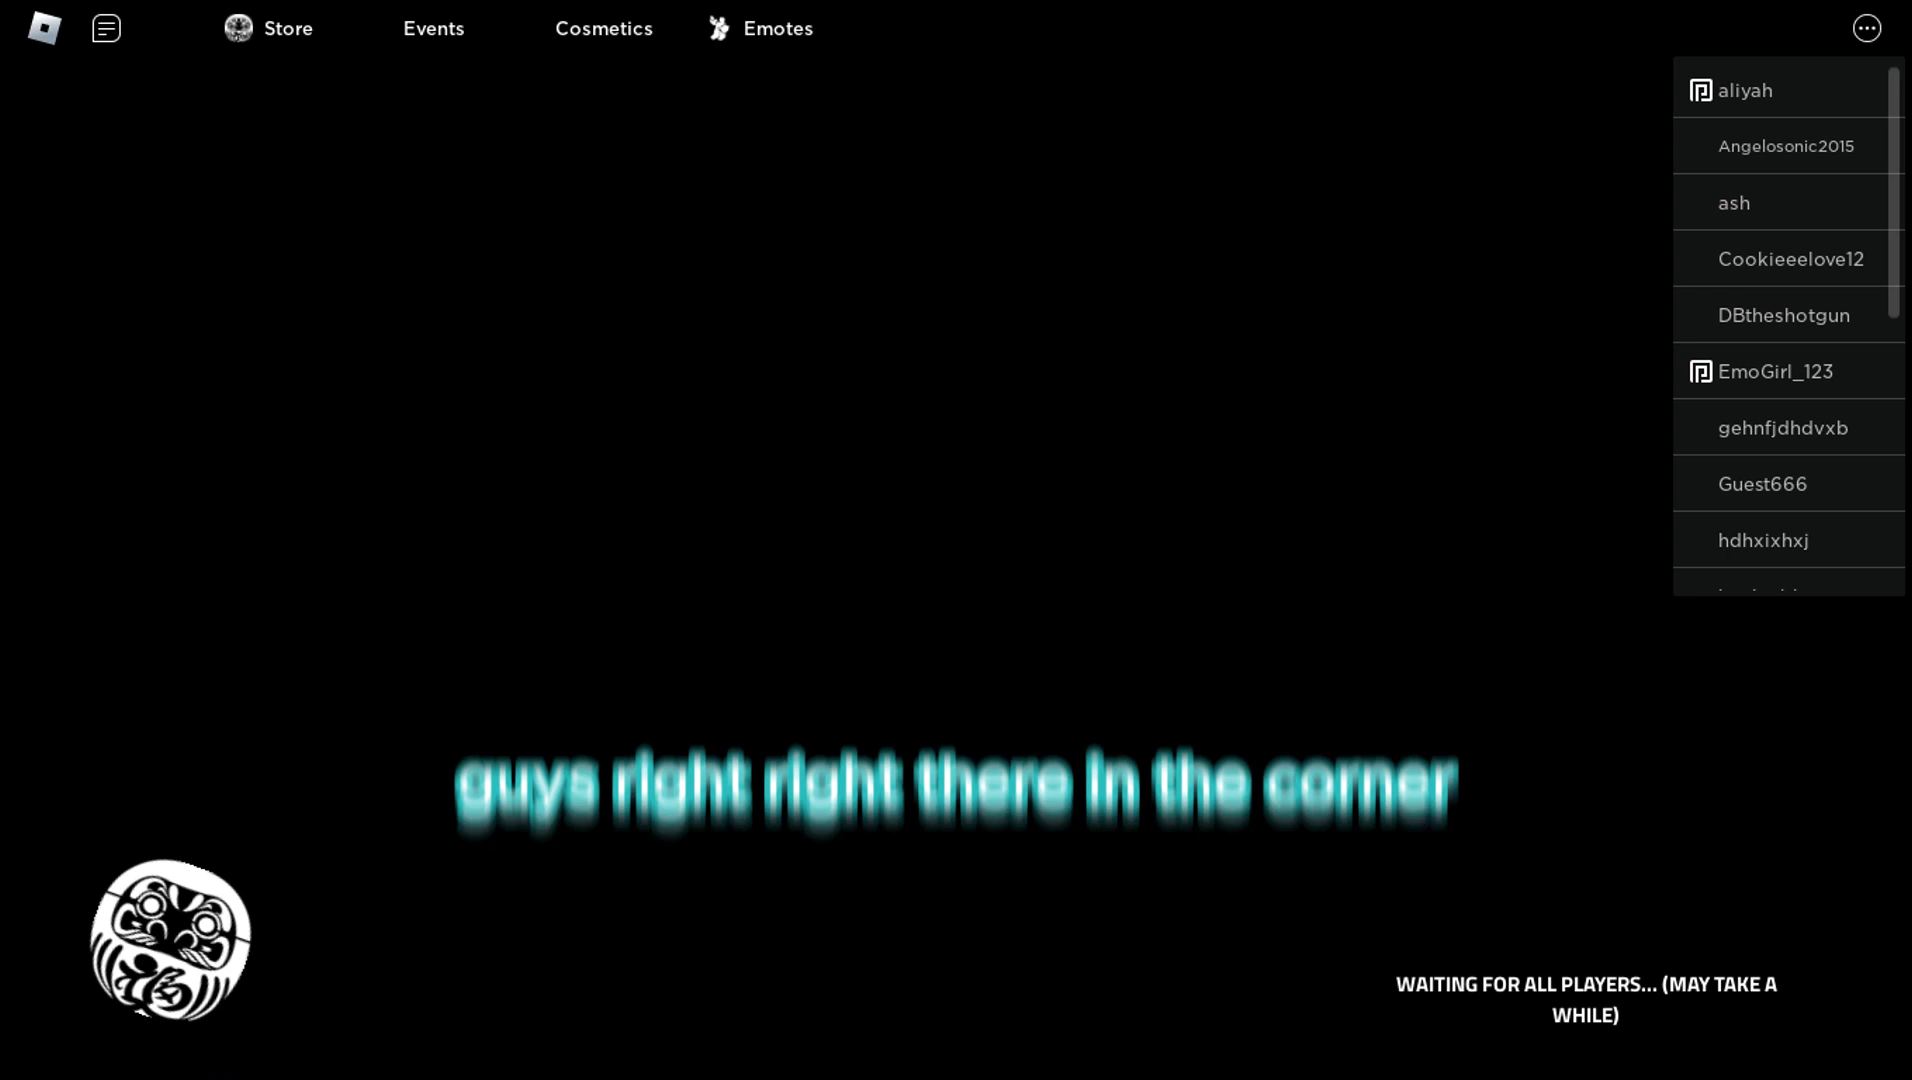 Store
Events
Cosmetics
Emotes
aliyah
Angelosonic2015
ash
Cookieeelove12
DBtheshotgun
EmoGirl_123
gehnfjdhdvxb
Guest666
hdhxixhxj
guys right right there in the corner
WAITING FOR ALL PLAYERS... (MAY TAKE A
WHILE)